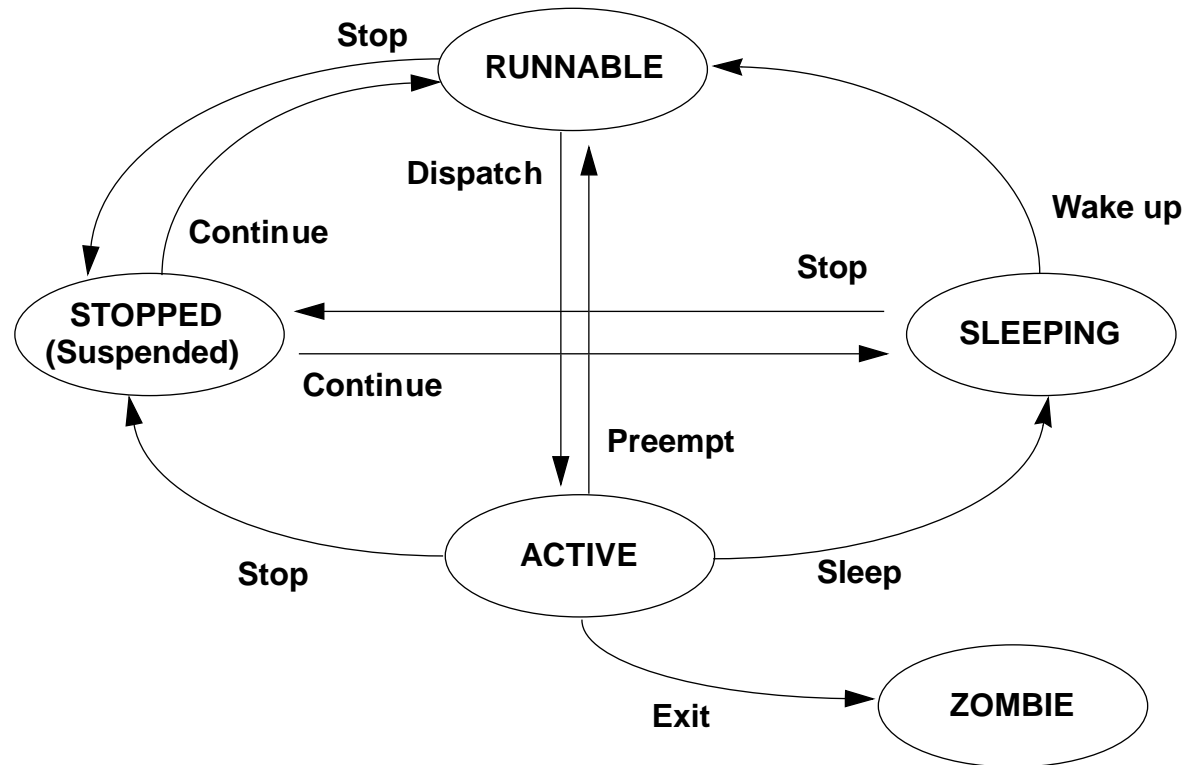 Stop
RUNNABLE
Dispatch
Continue
Wake up
Stop
STOPPED
(Suspended)
SLEEPING
Continue
Preempt
ACTIVE
Stop
Sleep
Exit
ZOMBIE